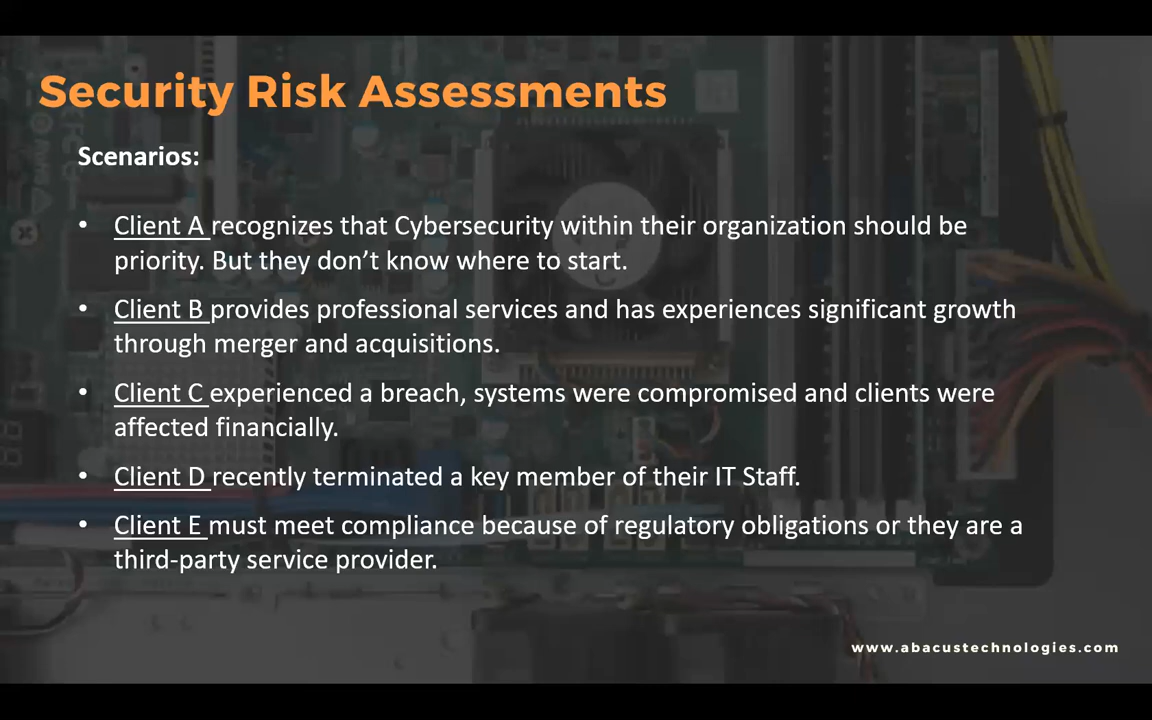 Security Risk Assessments
Scenarios:
• Client A recognizes that Cybersecurity within their organization should be
priority. But they don’t know where to start.
• Client B provides professional services and has experiences significant growth
through merger and acquisitions.
• Client C experienced a breach, systems were compromised and clients were
affected financially.
• Client D recently terminated a key member of their IT Staff.
• Client E must meet compliance because of regulatory obligations or they are a
third-party service provider.
www.abacustechnologies.com